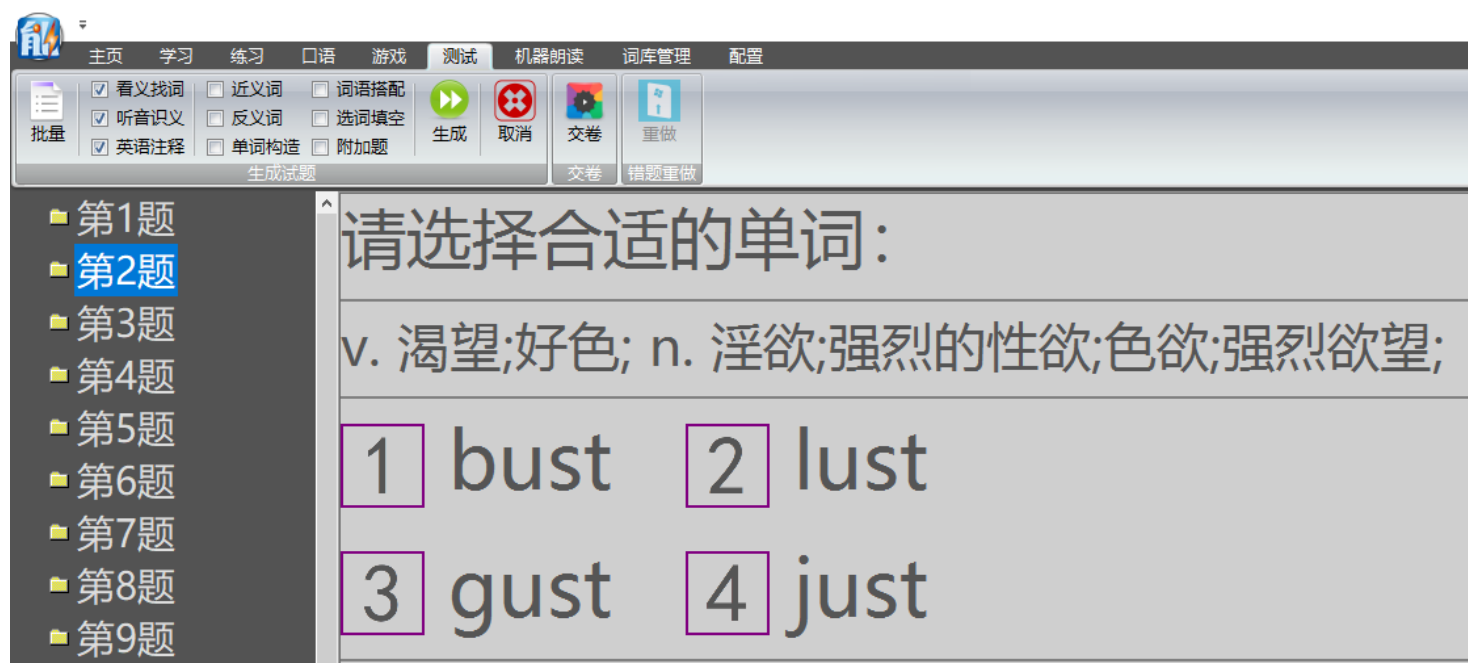 主页 学习 练习 口语 游戏 测试 机器朗读 词库管理 配置
看义找词 近义词 词语搭配
听音识义 反义词 选词填空
英语注释 单词构造 附加题
批量 生成 取消 交卷 重做
生成试题 交卷 错题重做
第1题
第2题
第3题
第4题
第5题
第6题
第7题
第8题
第9题
请选择合适的单词:
v. 渴望;好色; n. 淫欲;强烈的性欲;色欲;强烈欲望;
1 bust 2 lust
3 gust 4 just